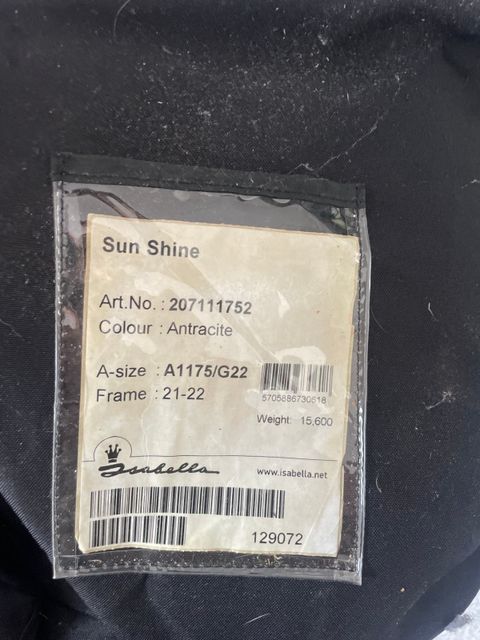 Sun Shine
Art.No. : 207111752
Colour : Antracite
A-size : A1175/G22
Frame : 21-22
5705886730618
Weight: 15,600
Isabella
www.isabella.net
129072